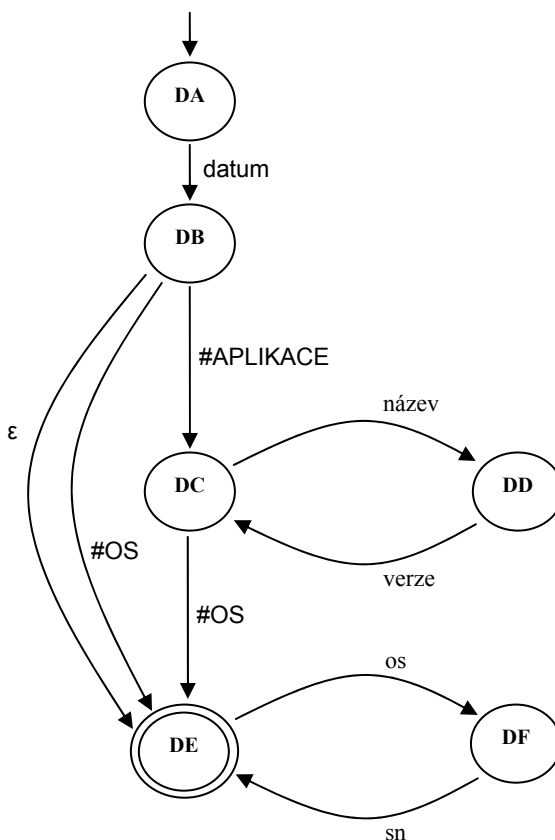 DA
datum
DB
#APLIKACE
název
ε
DC
DD
#OS
verze
#OS
os
DE
DF
sn